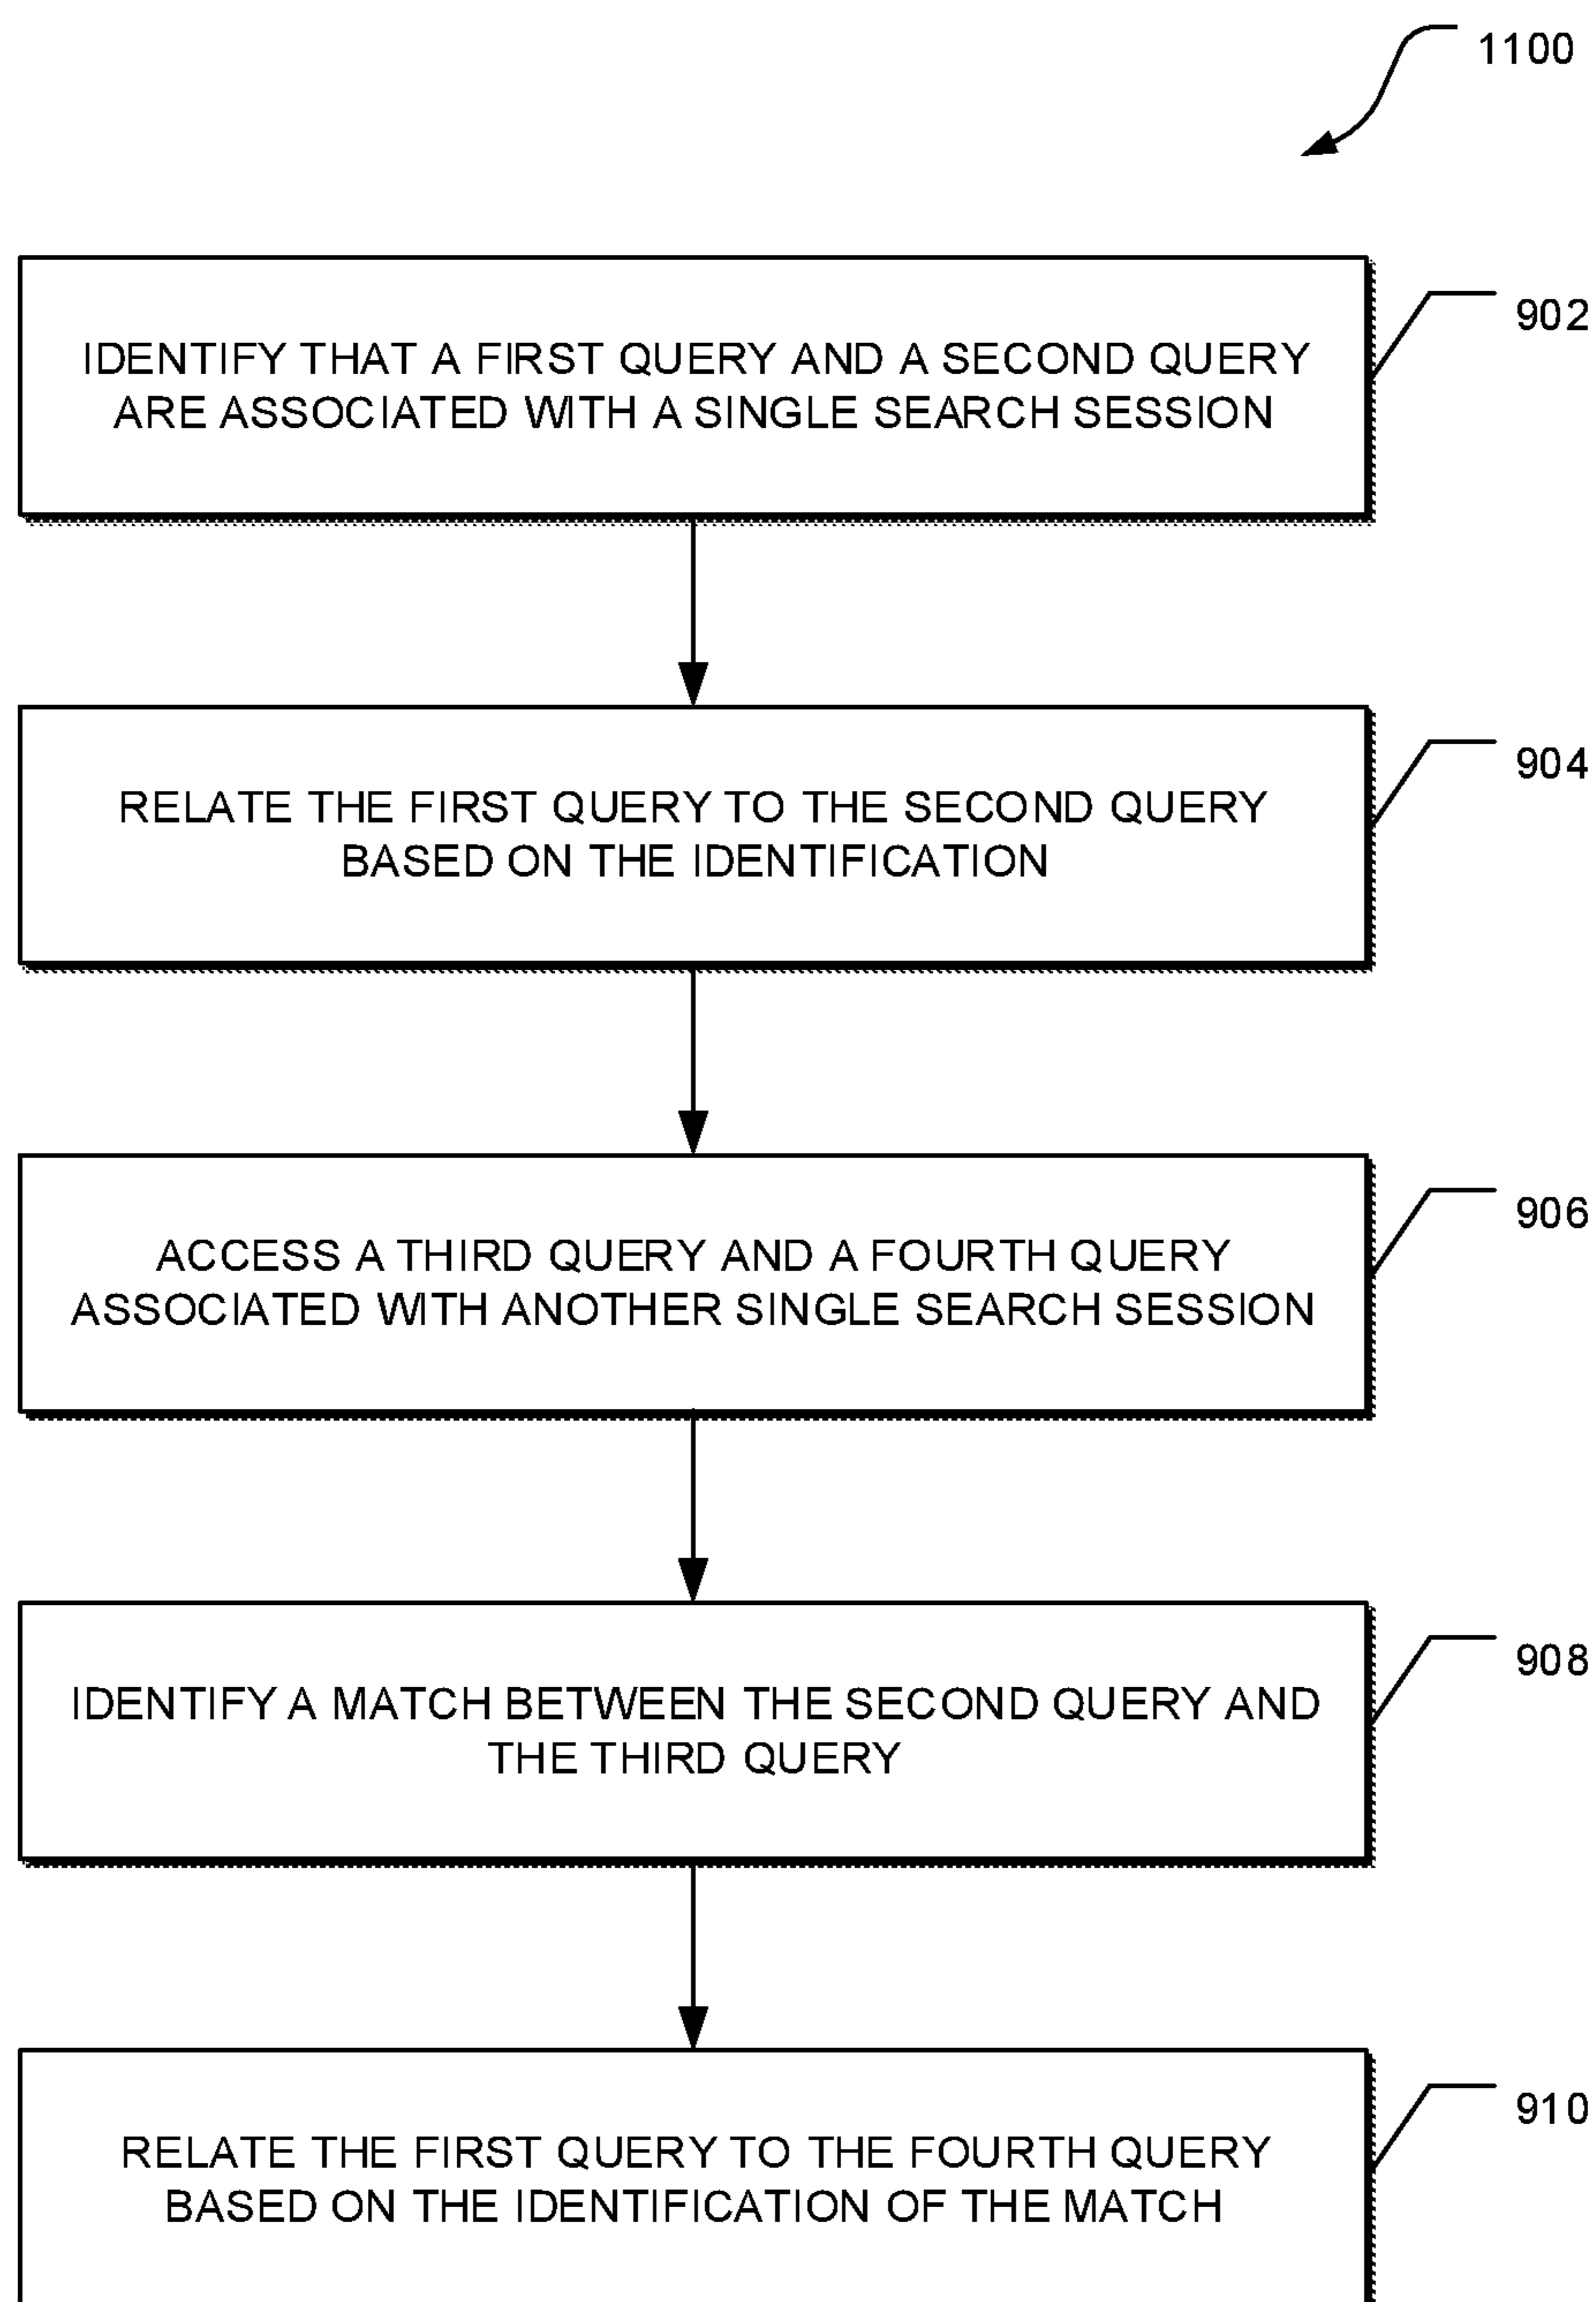 1100
IDENTIFY THAT A FIRST QUERY AND A SECOND QUERY
ARE ASSOCIATED WITH A SINGLE SEARCH SESSION
902
RELATE THE FIRST QUERY TO THE SECOND QUERY
BASED ON THE IDENTIFICATION
904
ACCESS A THIRD QUERY AND A FOURTH QUERY
ASSOCIATED WITH ANOTHER SINGLE SEARCH SESSION
906
IDENTIFY A MATCH BETWEEN THE SECOND QUERY AND
THE THIRD QUERY
908
RELATE THE FIRST QUERY TO THE FOURTH QUERY
BASED ON THE IDENTIFICATION OF THE MATCH
910